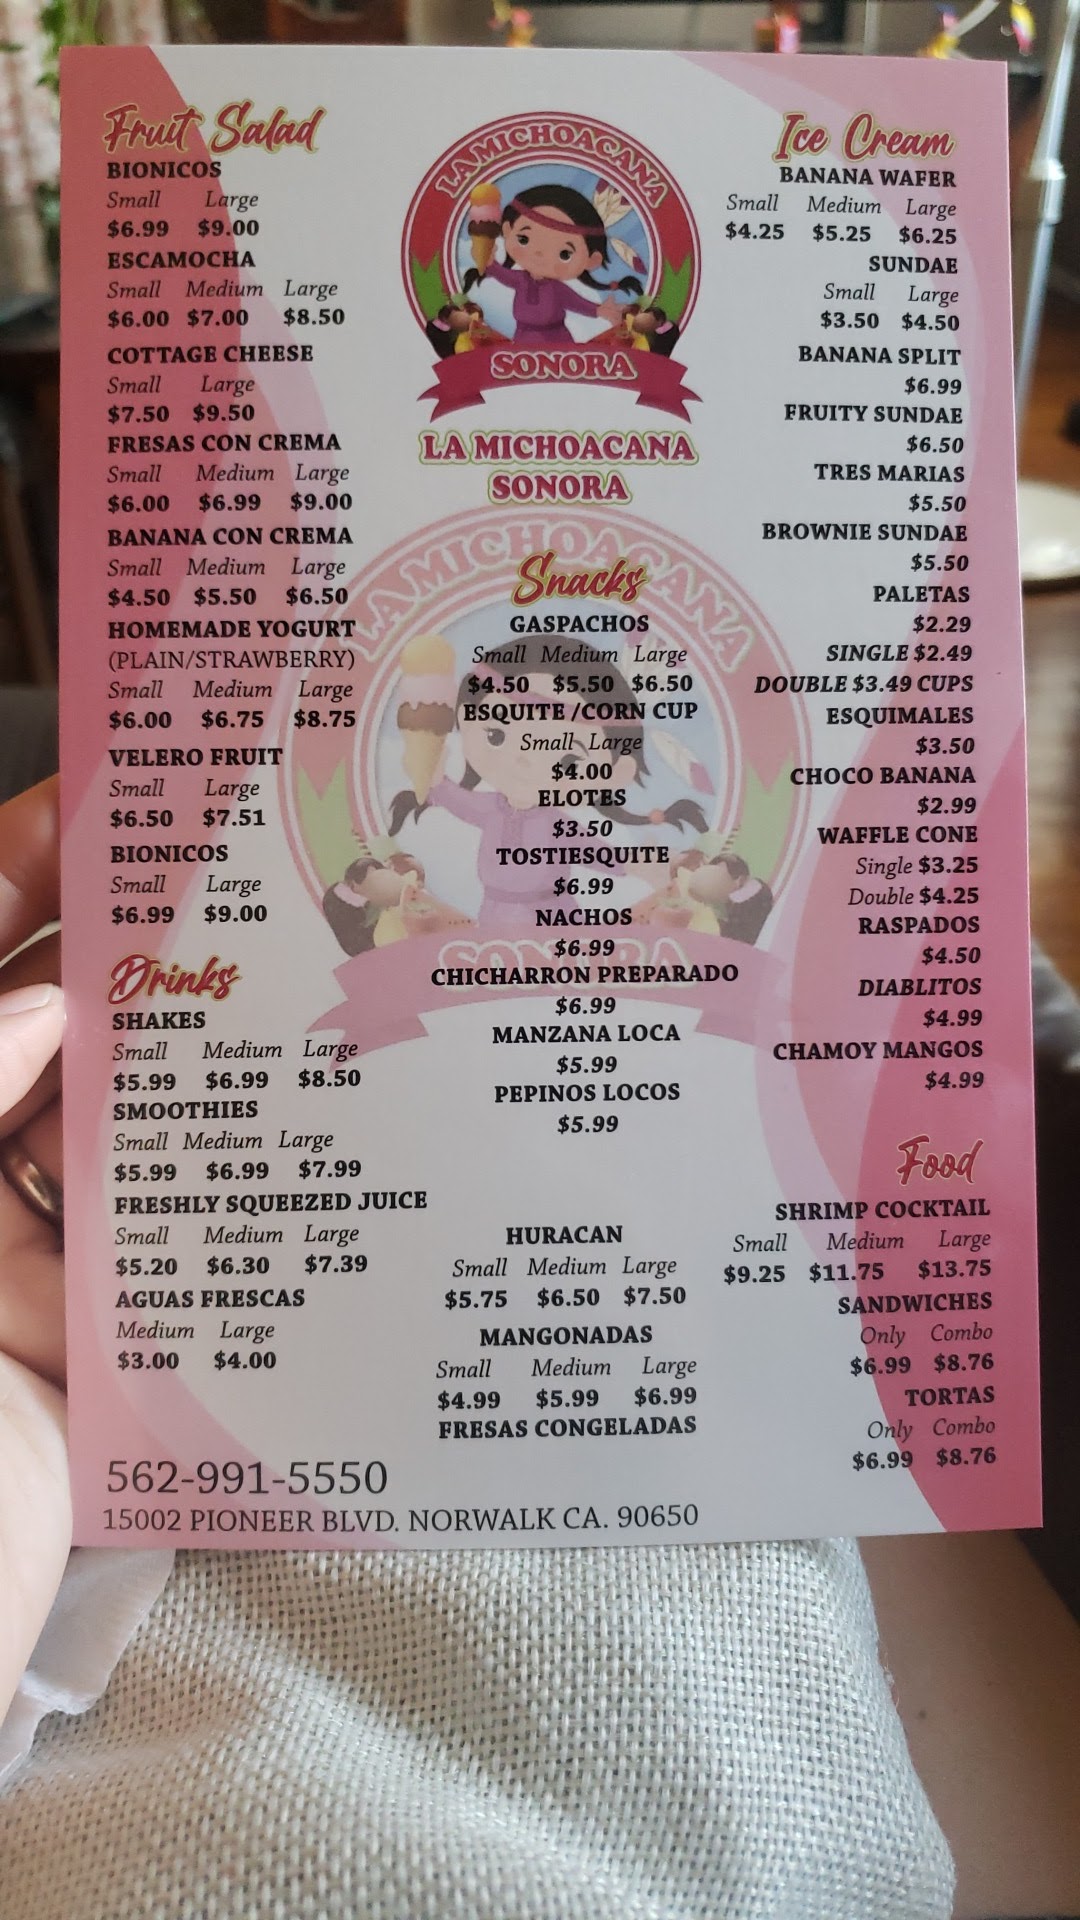 Fruit Salad
BIONICOS
Small Large
$6.99 $9.00
ESCAMOCHA
Small Medium Large
$6.00 $7.00 $8.50
COTTAGE CHEESE
Small Large
$7.50 $9.50
FRESAS CON CREMA
Small Medium Large
$6.00 $6.99 $9.00
BANANA CON CREMA
Small Medium Large
$4.50 $5.50 $6.50
HOMEMADE YOGURT
(PLAIN/STRAWBERRY)
Small Medium Large
$6.00 $6.75 $8.75
VELERO FRUIT
Small Large
$6.50 $7.51
BIONICOS
Small Large
$6.99 $9.00
Drinks
SHAKES
Small Medium Large
$5.99 $6.99 $8.50
SMOOTHIES
Small Medium Large
$5.99 $6.99 $7.99
FRESHLY SQUEEZED JUICE
Small Medium Large
$5.20 $6.30 $7.39
AGUAS FRESCAS
Medium Large
$3.00 $4.00
LA MICHOACANA
SONORA
LA MICHOACANA
SONORA
LA MICHOACANA
SONORA
Snacks
GASPACHOS
Small Medium Large
$4.50 $5.50 $6.50
ESQUITE /CORN CUP
Small Large
$4.00
ELOTES
$3.50
TOSTIESQUITE
$6.99
NACHOS
$6.99
CHICHARRON PREPARADO
$6.99
MANZANA LOCA
$5.99
PEPINOS LOCOS
$5.99
HURACAN
Small Medium Large
$5.75 $6.50 $7.50
MANGONADAS
Small Medium Large
$4.99 $5.99 $6.99
FRESAS CONGELADAS
Ice Cream
BANANA WAFER
Small Medium Large
$4.25 $5.25 $6.25
SUNDAE
Small Large
$3.50 $4.50
BANANA SPLIT
$6.99
FRUITY SUNDAE
$6.50
TRES MARIAS
$5.50
BROWNIE SUNDAE
$5.50
PALETAS
$2.29
SINGLE $2.49
DOUBLE $3.49 CUPS
ESQUIMALES
$3.50
CHOCO BANANA
$2.99
WAFFLE CONE
Single $3.25
Double $4.25
RASPADOS
$4.50
DIABLITOS
$4.99
CHAMOY MANGOS
$4.99
Food
SHRIMP COCKTAIL
Small Medium Large
$9.25 $11.75 $13.75
SANDWICHES
Only Combo
$6.99 $8.76
TORTAS
Only Combo
$6.99 $8.76
562-991-5550
15002 PIONEER BLVD. NORWALK CA. 90650